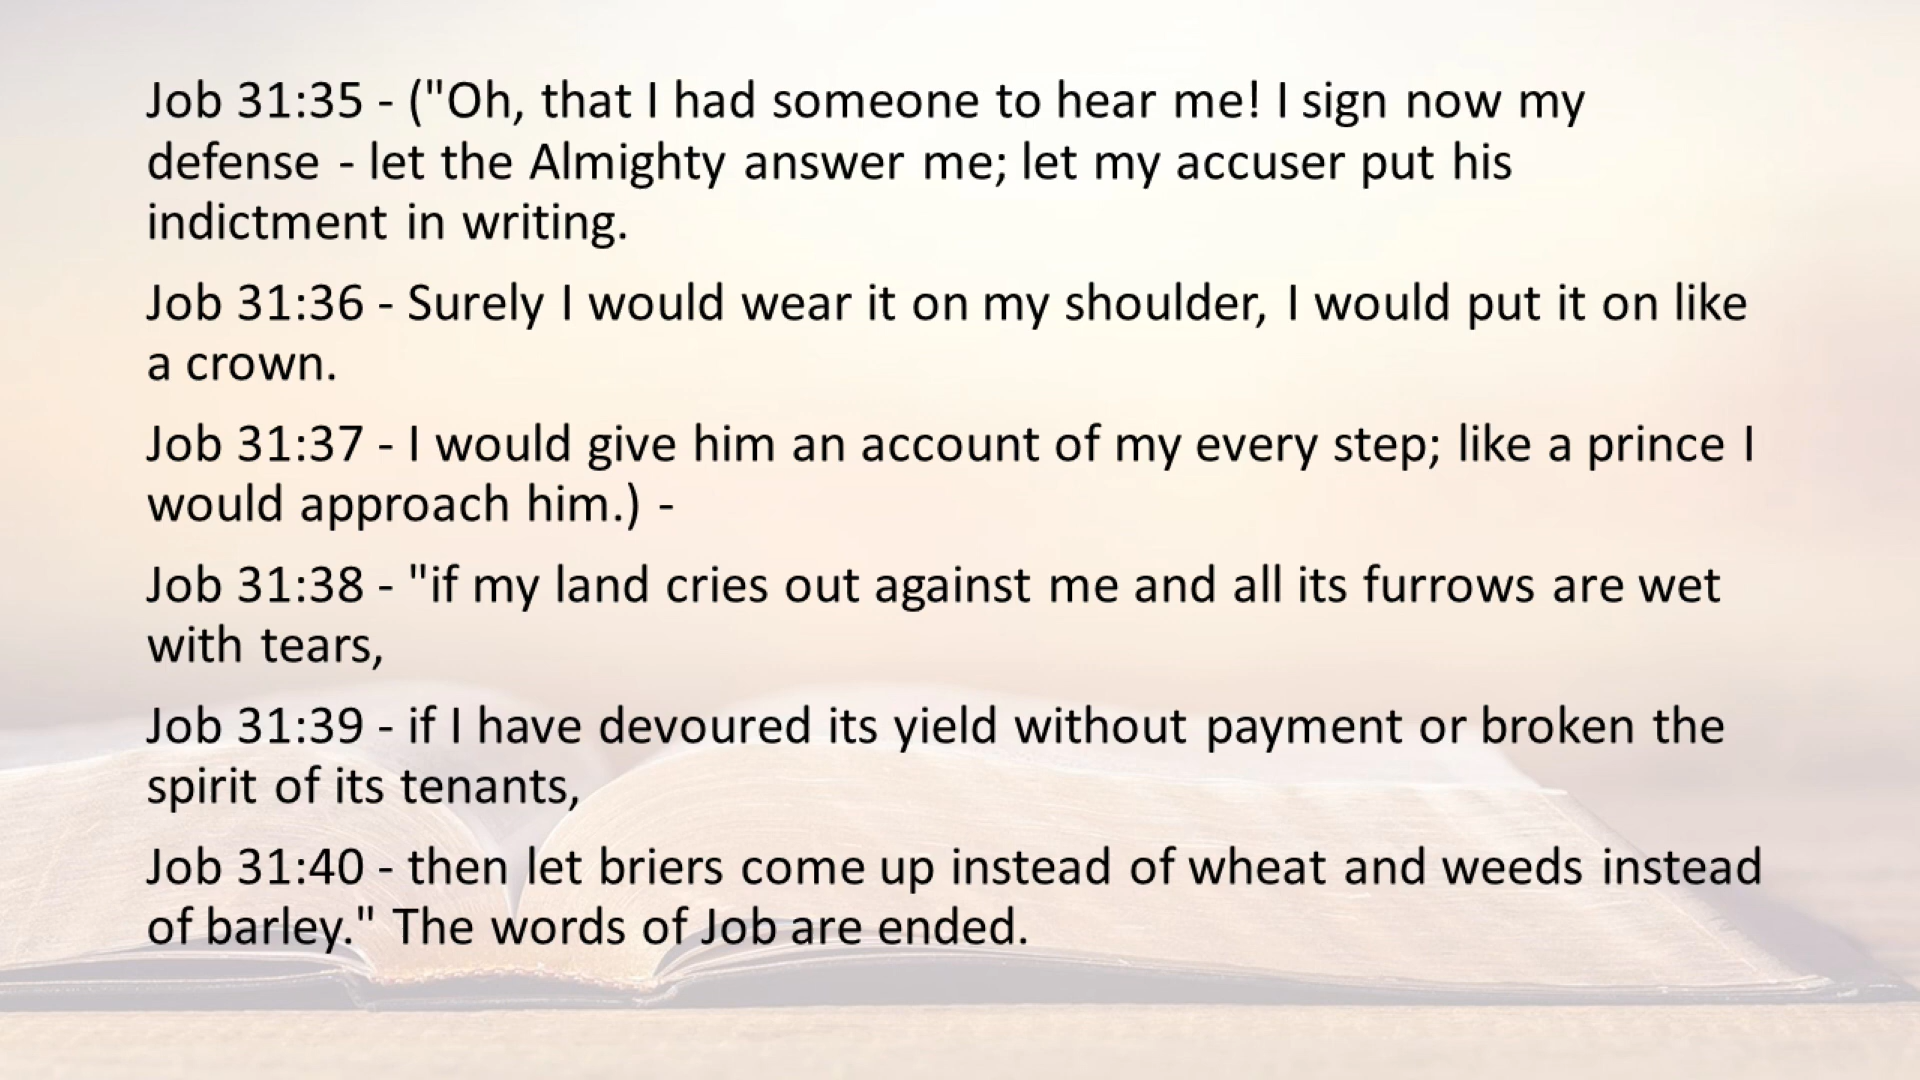 Job 31:35 - ("Oh, that I had someone to hear me! I sign now my
defense - let the Almighty answer me; let my accuser put his
indictment in writing.
Job 31:36 - Surely I would wear it on my shoulder, I would put it on like
a crown.
Job 31:37 - I would give him an account of my every step; like a prince I
would approach him.) -
Job 31:38 - "if my land cries out against me and all its furrows are wet
with tears,
Job 31:39 - if I have devoured its yield without payment or broken the
spirit of its tenants,
Job 31:40 - then let briers come up instead of wheat and weeds instead
of barley." The words of Job are ended.